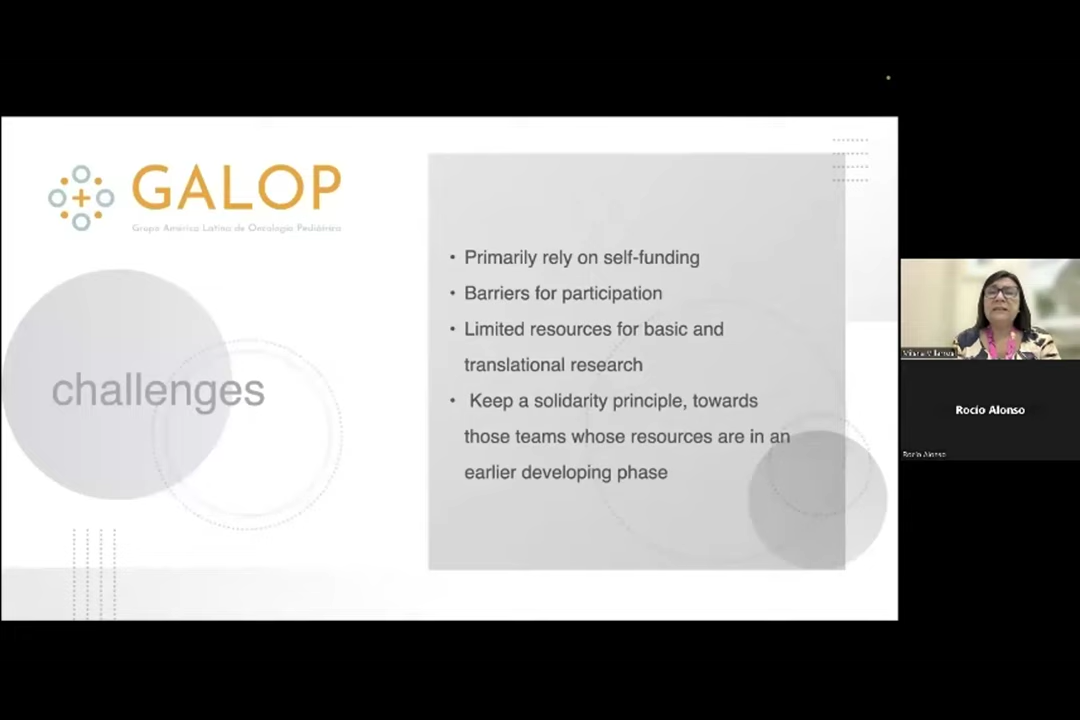 GALOP
Grupo America Latina de Oncologia Pediátrica
challenges
• Primarily rely on self-funding
• Barriers for participation
• Limited resources for basic and
translational research
• Keep a solidarity principle, towards
those teams whose resources are in an
earlier developing phase
Rocio Alonso
Rocio Alonso